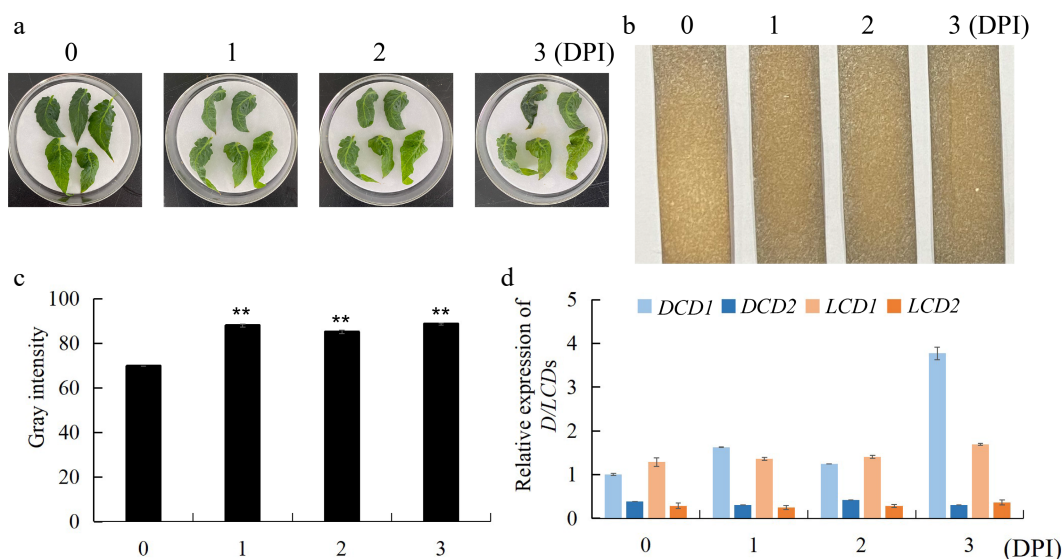 a
0 1 2 3 (DPI)
b
0 1 2 3 (DPI)
c
Gray intensity
100
80
60
40
20
0
** ** **
0 1 2 3
d
Relative expression of
D/LCDs
DCD1 DCD2 LCD1 LCD2
5
4
3
2
1
0
0 1 2 3 (DPI)